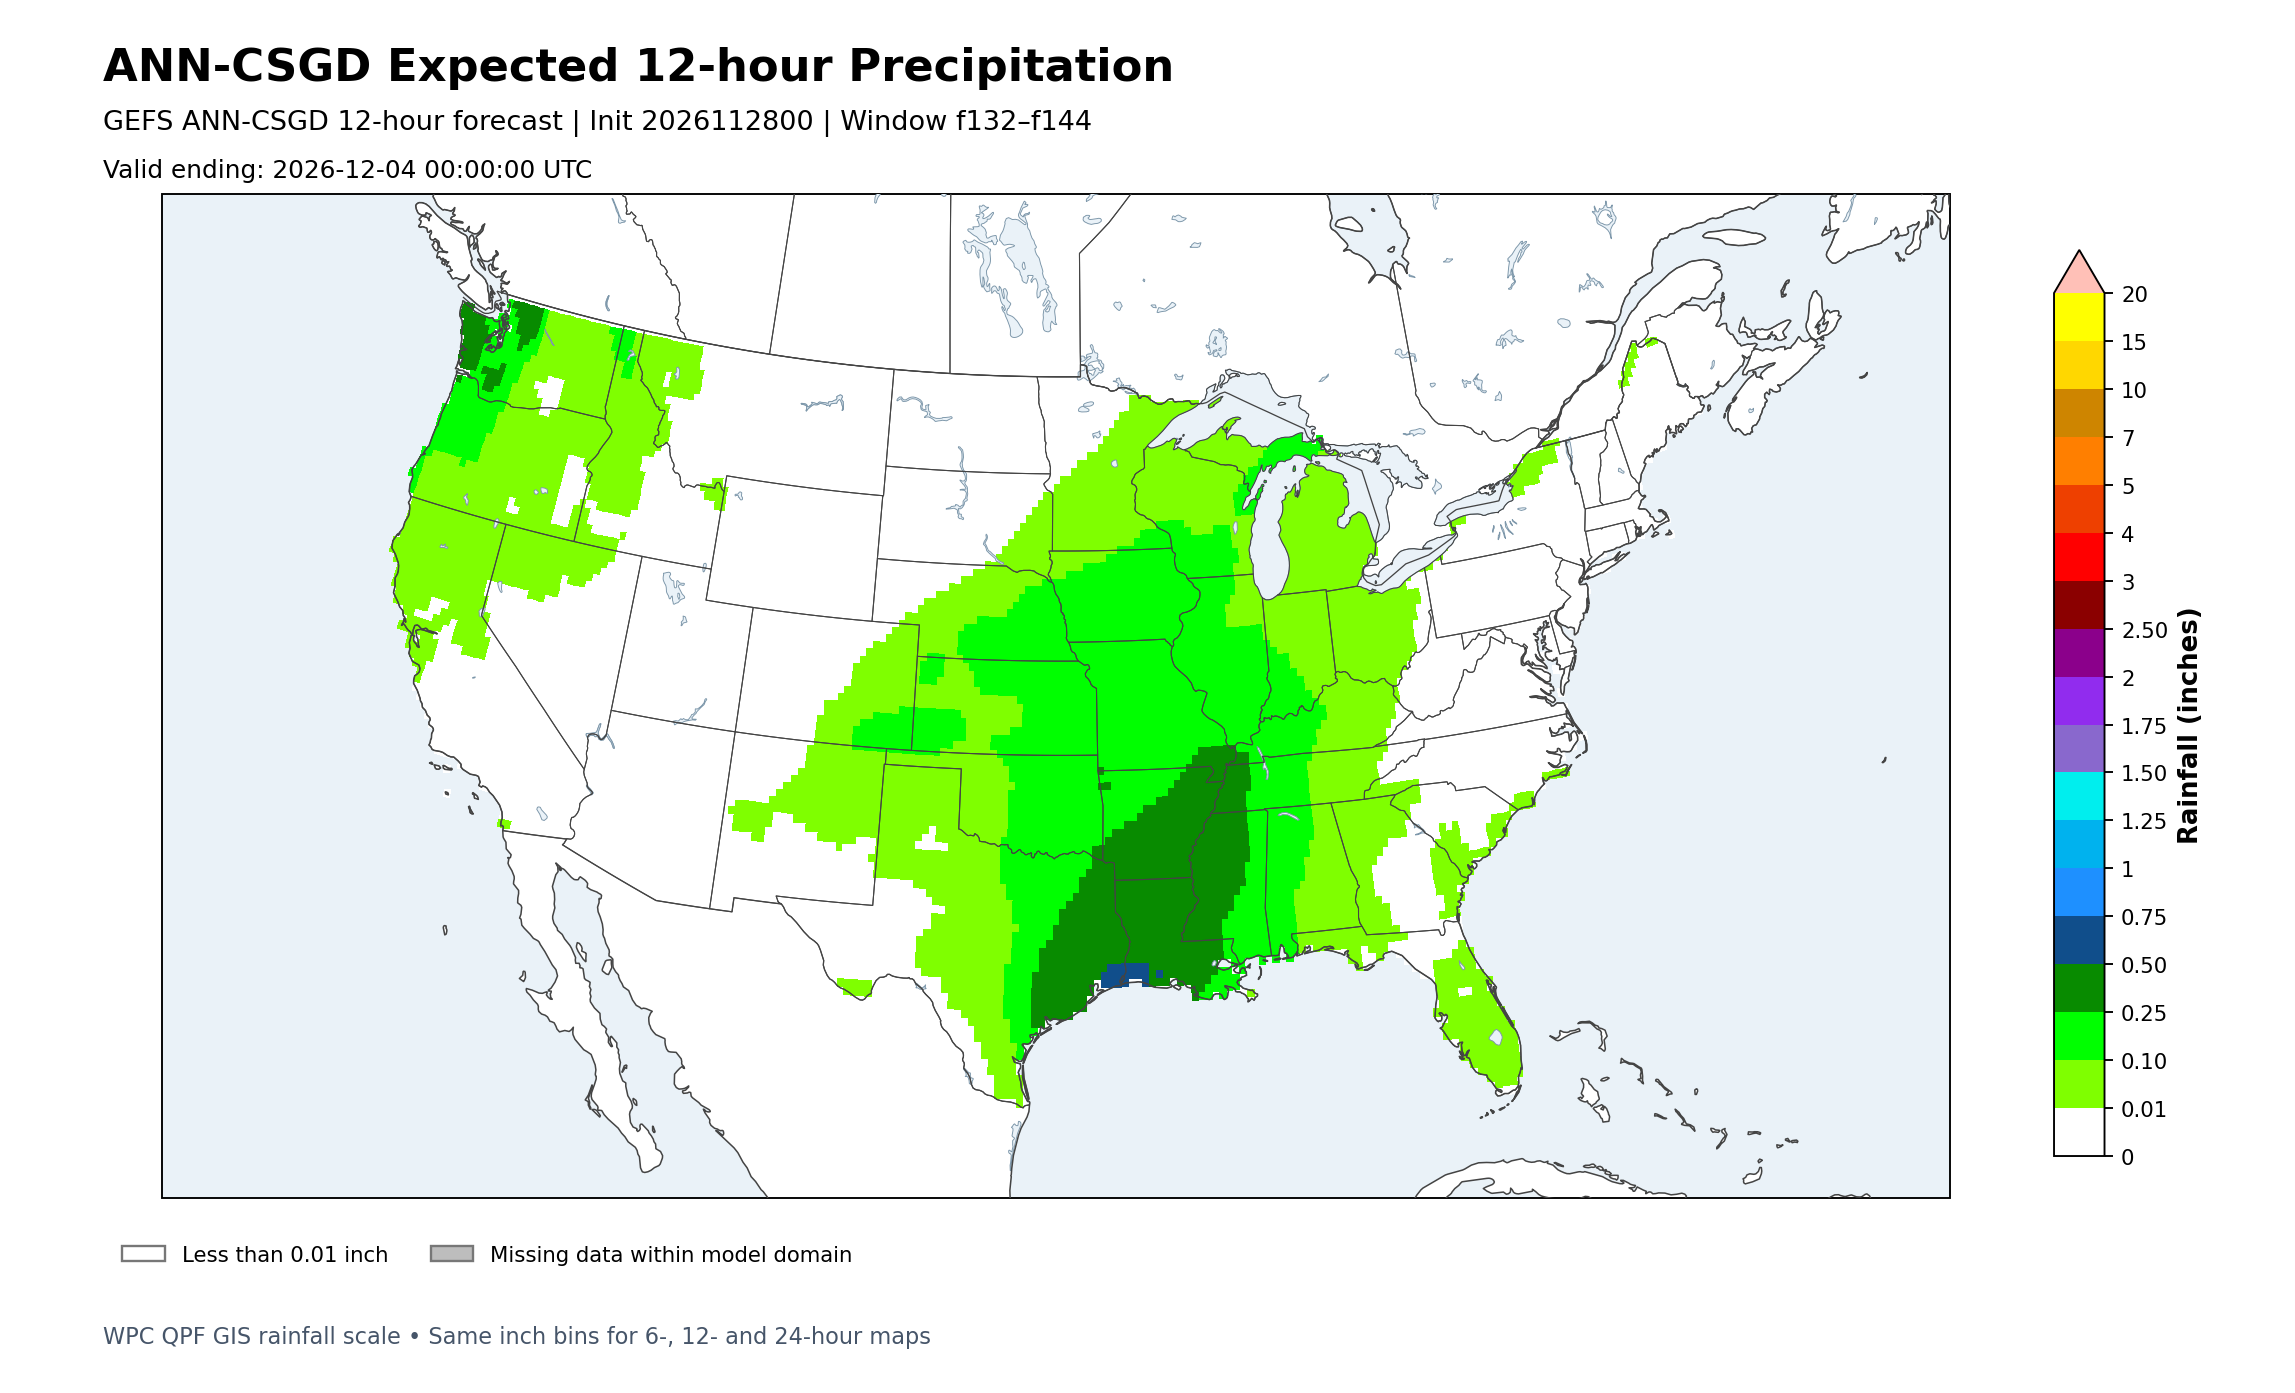 ANN-CSGD Expected 12-hour Precipitation
GEFS ANN-CSGD 12-hour forecast | Init 2026112800 | Window f132–f144
Valid ending: 2026-12-04 00:00:00 UTC
20
15
10
7
5
4
3
2.50
2
1.75
1.50
1.25
1
0.75
0.50
0.25
0.10
0.01
0
Rainfall (inches)
Less than 0.01 inch
Missing data within model domain
WPC QPF GIS rainfall scale • Same inch bins for 6-, 12- and 24-hour maps